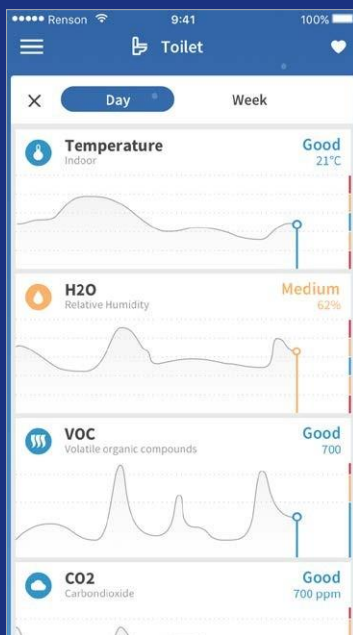 Renson 9:41 100%
Toilet
Day Week
Temperature Good
Indoor 21°C
H2O Medium
Relative Humidity 62%
VOC Good
Volatile organic compounds 700
CO2 Good
Carbondioxide 700 ppm